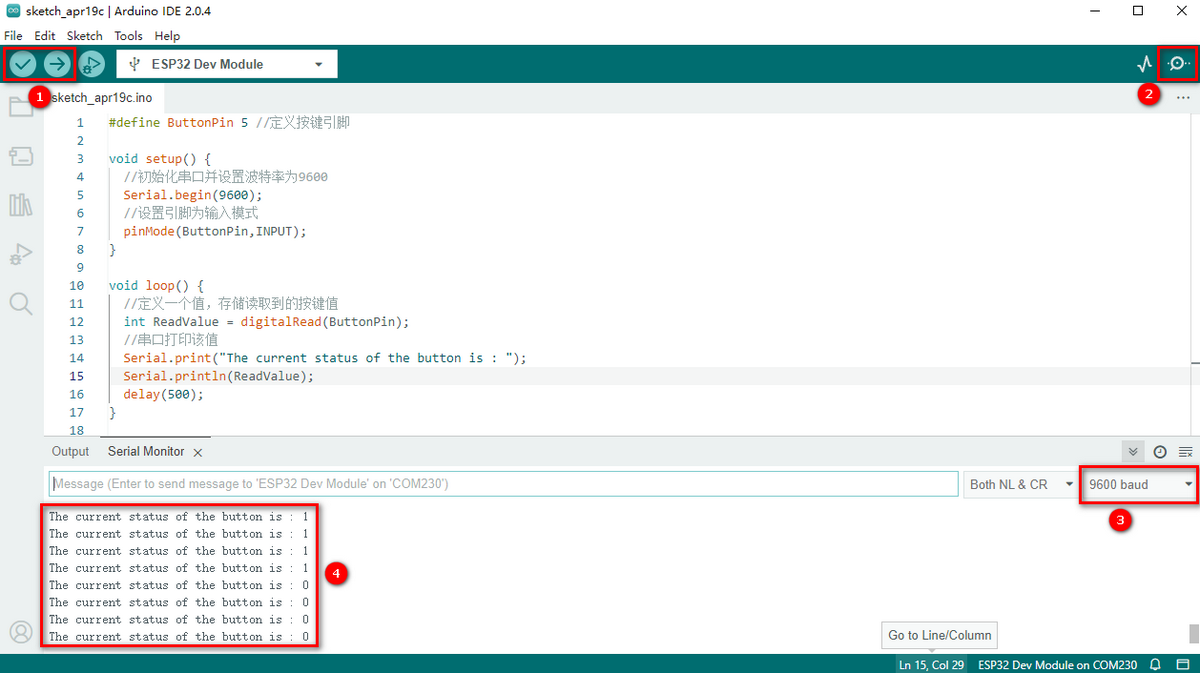 sketch_apr19c | Arduino IDE 2.0.4
File Edit Sketch Tools Help
ESP32 Dev Module
1
2
sketch_apr19c.ino
1 #define ButtonPin 5 //定义按键引脚
2
3 void setup() {
4 //初始化串口并设置波特率为9600
5 Serial.begin(9600);
6 //设置引脚为输入模式
7 pinMode(ButtonPin,INPUT);
8 }
9
10 void loop() {
11 //定义一个值，存储读取到的按键值
12 int ReadValue = digitalRead(ButtonPin);
13 //串口打印该值
14 Serial.print("The current status of the button is : ");
15 Serial.println(ReadValue);
16 delay(500);
17 }
18
Output Serial Monitor
Message (Enter to send message to 'ESP32 Dev Module' on 'COM230')
Both NL & CR
9600 baud
3
The current status of the button is : 1
The current status of the button is : 1
The current status of the button is : 1
The current status of the button is : 1
The current status of the button is : 0
The current status of the button is : 0
The current status of the button is : 0
The current status of the button is : 0
4
Go to Line/Column
Ln 15, Col 29 ESP32 Dev Module on COM230